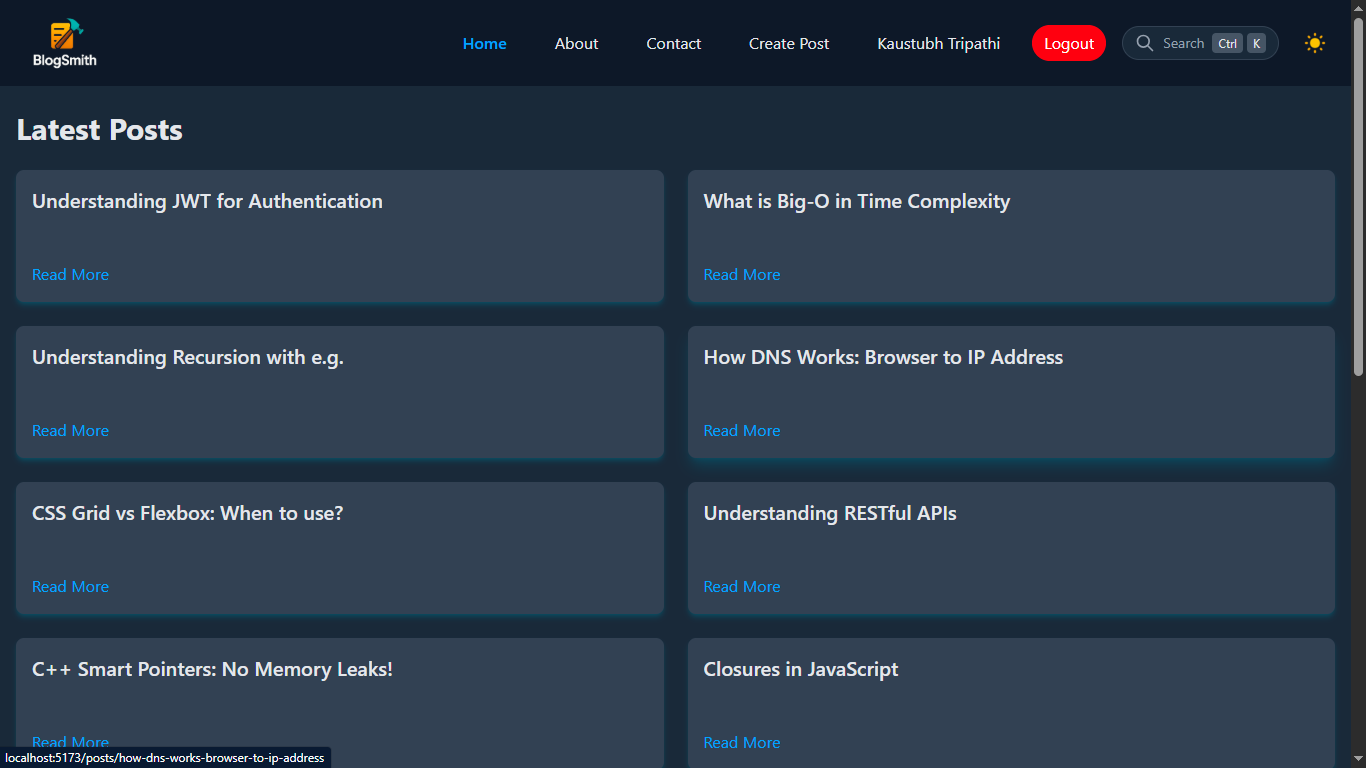 BlogSmith
Home About Contact Create Post Kaustubh Tripathi Logout Search Ctrl K
Latest Posts
Understanding JWT for Authentication
Read More
What is Big-O in Time Complexity
Read More
Understanding Recursion with e.g.
Read More
How DNS Works: Browser to IP Address
Read More
CSS Grid vs Flexbox: When to use?
Read More
Understanding RESTful APIs
Read More
C++ Smart Pointers: No Memory Leaks!
Read More
Closures in JavaScript
Read More
localhost:5173/posts/how-dns-works-browser-to-ip-address